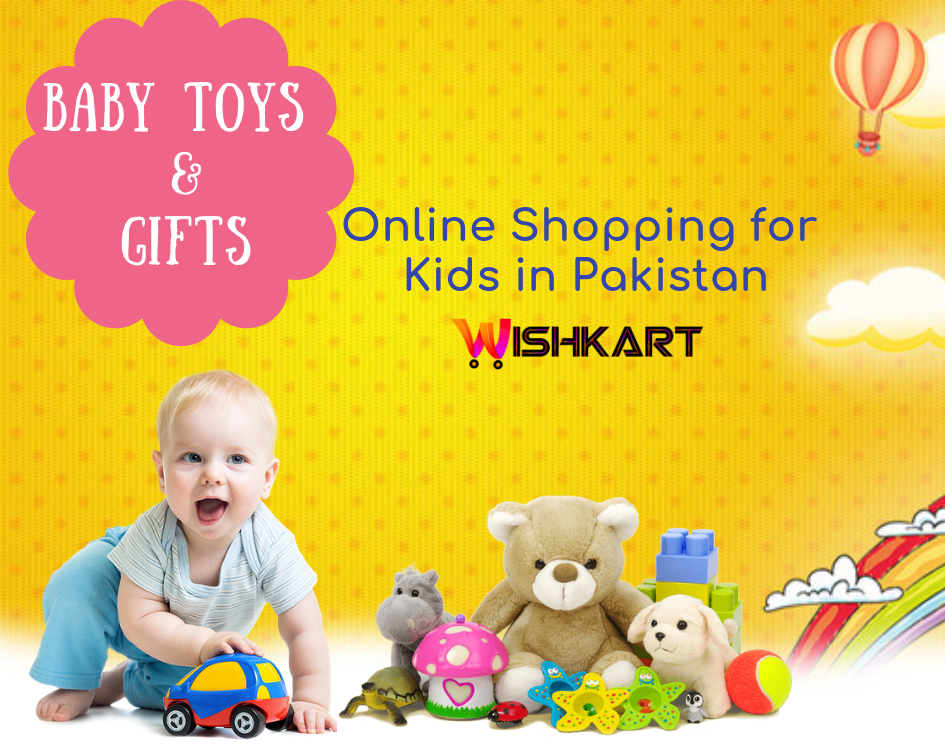 BABY TOYS
&
GIFTS
Online Shopping for
Kids in Pakistan
WISHKART